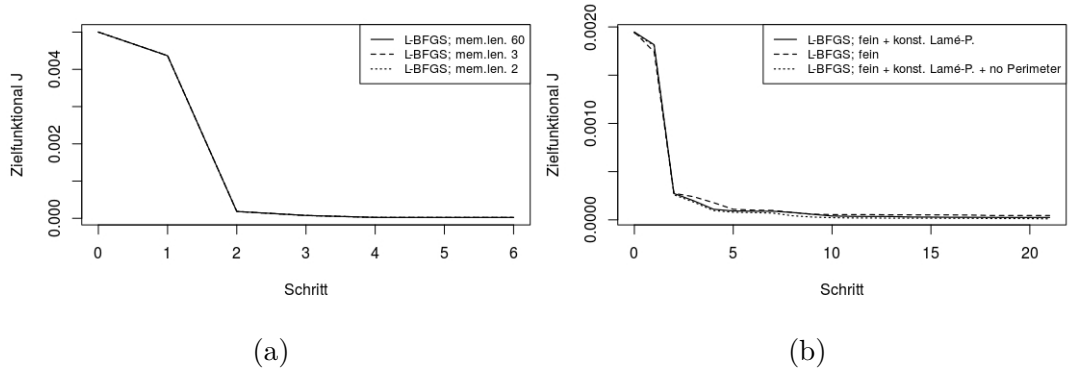 L-BFGS; mem.len. 60
L-BFGS; mem.len. 3
L-BFGS; mem.len. 2
Zielfunktional J
0.004
0.002
0.000
0 1 2 3 4 5 6
Schritt
(a)
L-BFGS; fein + konst. Lamé-P.
L-BFGS; fein
L-BFGS; fein + konst. Lamé-P. + no Perimeter
Zielfunktional J
0.0020
0.0010
0.0000
0 5 10 15 20
Schritt
(b)